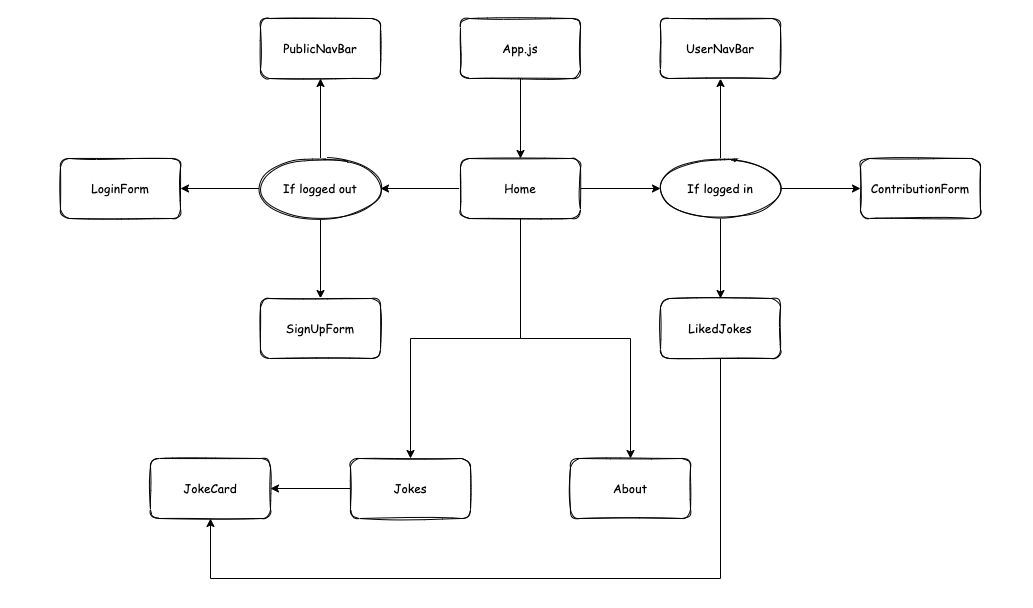 PublicNavBar
App.js
UserNavBar
LoginForm
If logged out
Home
If logged in
ContributionForm
SignUpForm
LikedJokes
JokeCard
Jokes
About